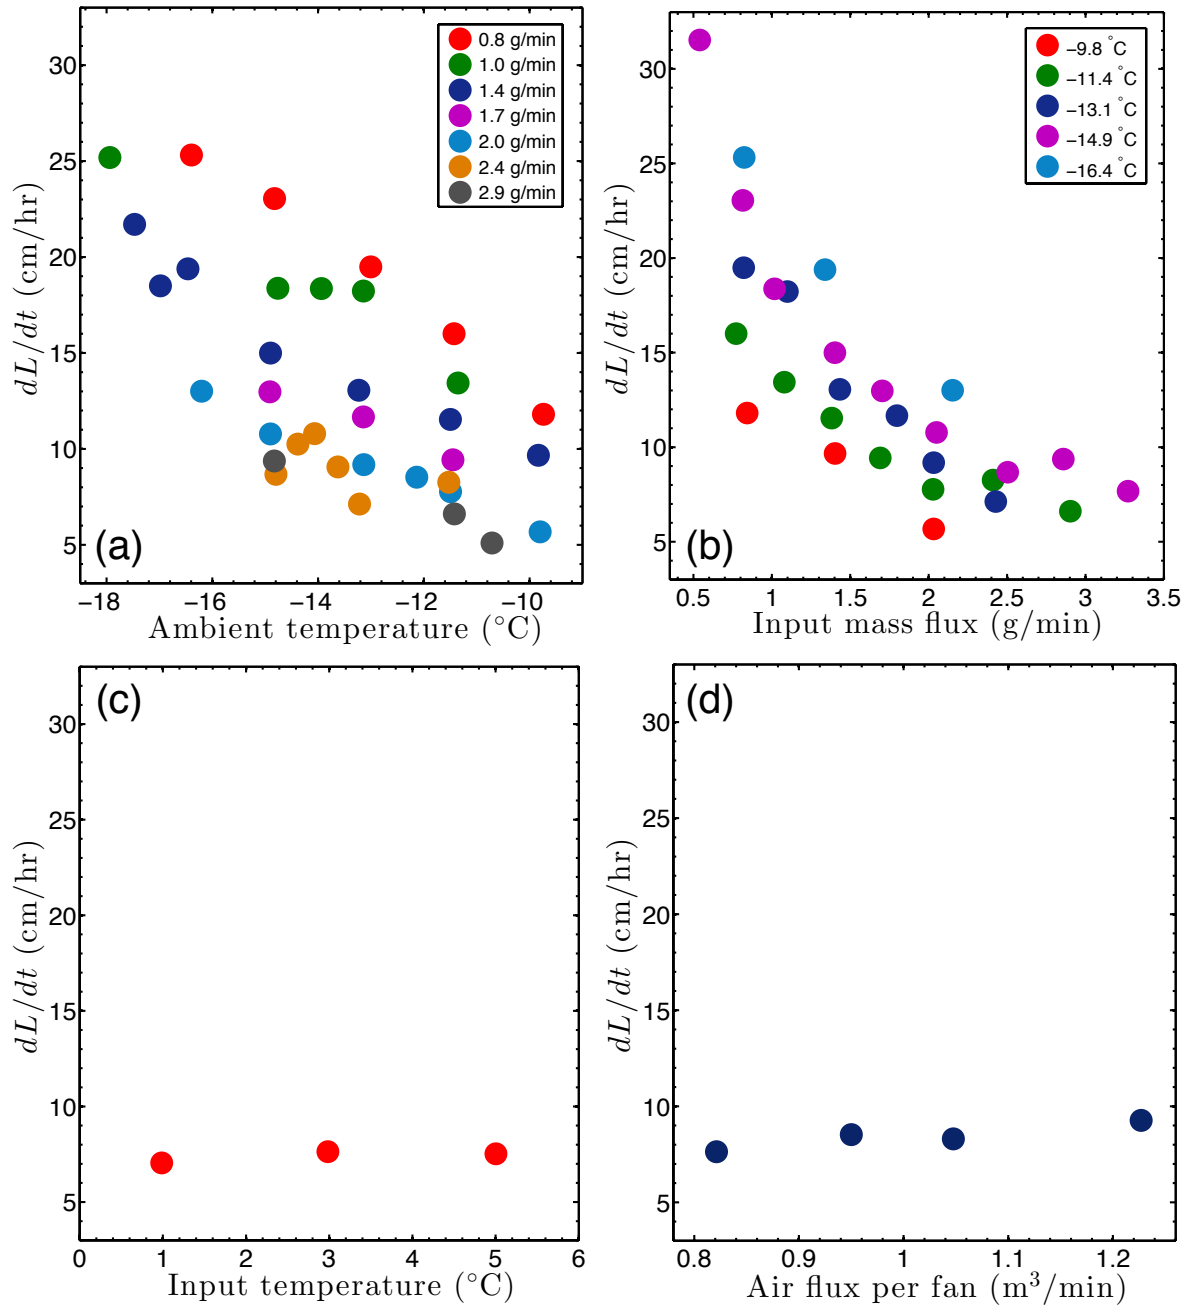 (a)
0.8 g/min
1.0 g/min
1.4 g/min
1.7 g/min
2.0 g/min
2.4 g/min
2.9 g/min
30
25
20
15
10
5
dL/dt (cm/hr)
−18 −16 −14 −12 −10
Ambient temperature (°C)
(b)
−9.8 °C
−11.4 °C
−13.1 °C
−14.9 °C
−16.4 °C
30
25
20
15
10
5
dL/dt (cm/hr)
0.5 1 1.5 2 2.5 3 3.5
Input mass flux (g/min)
(c)
30
25
20
15
10
5
dL/dt (cm/hr)
0 1 2 3 4 5 6
Input temperature (°C)
(d)
30
25
20
15
10
5
dL/dt (cm/hr)
0.8 0.9 1 1.1 1.2
Air flux per fan (m³/min)